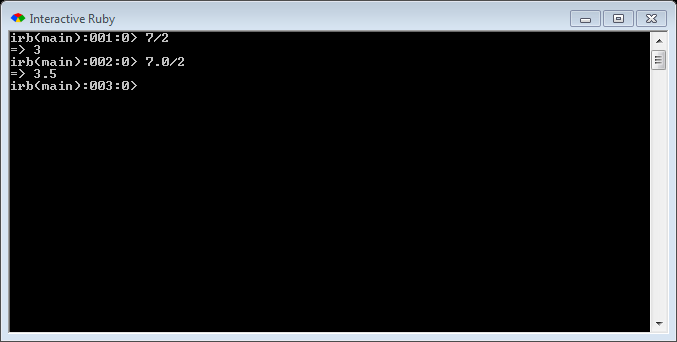 Interactive Ruby
irb(main):001:0> 7/2
=> 3
irb(main):002:0> 7.0/2
=> 3.5
irb(main):003:0>